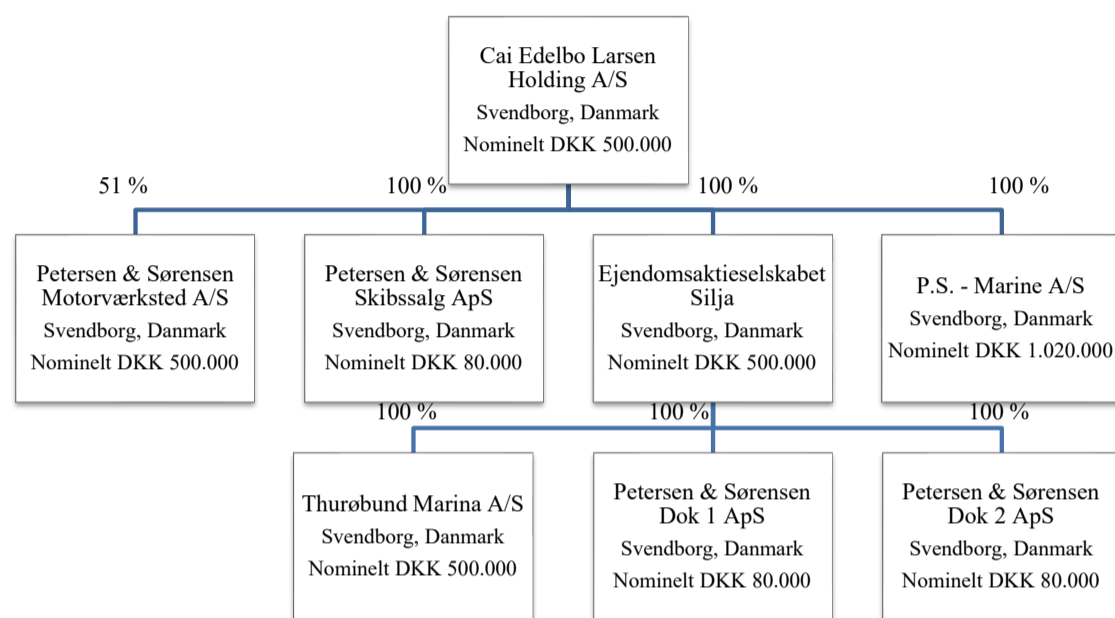 Cai Edelbo Larsen
Holding A/S
Svendborg, Danmark
Nominelt DKK 500.000
51 %
100 %
100 %
100 %
Petersen & Sørensen
Motorværksted A/S
Svendborg, Danmark
Nominelt DKK 500.000
Petersen & Sørensen
Skibssalg ApS
Svendborg, Danmark
Nominelt DKK 80.000
Ejendomsaktieselskabet
Silja
Svendborg, Danmark
Nominelt DKK 500.000
P.S. - Marine A/S
Svendborg, Danmark
Nominelt DKK 1.020.000
100 %
100 %
100 %
Thurøbund Marina A/S
Svendborg, Danmark
Nominelt DKK 500.000
Petersen & Sørensen
Dok 1 ApS
Svendborg, Danmark
Nominelt DKK 80.000
Petersen & Sørensen
Dok 2 ApS
Svendborg, Danmark
Nominelt DKK 80.000